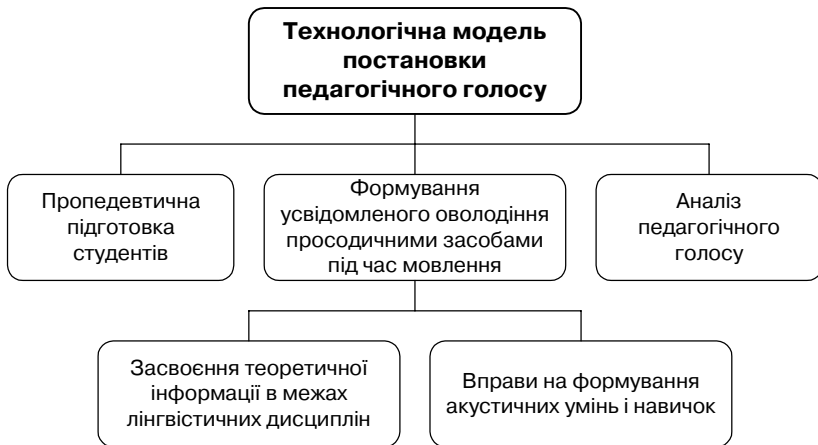 Технологічна модель
постановки
педагогічного голосу
Пропедевтична
підготовка
студентів
Формування
усвідомленого оволодіння
просодичними засобами
під час мовлення
Аналіз
педагогічного
голосу
Засвоєння теоретичної
інформації в межах
лінгвістичних дисциплін
Вправи на формування
акустичних умінь і навичок